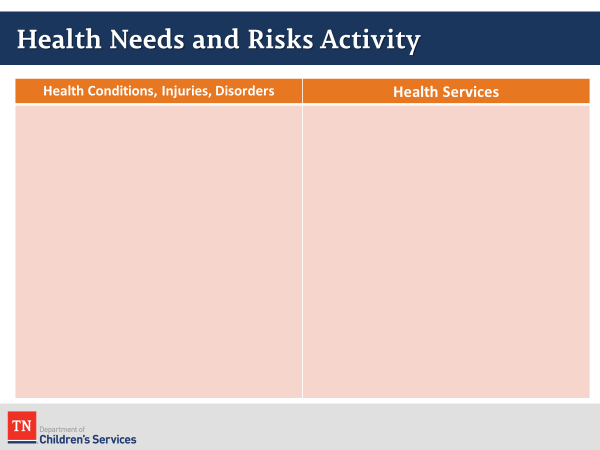 Health Needs and Risks Activity
Health Conditions, Injuries, Disorders
Health Services
TN
Department of
Children's Services